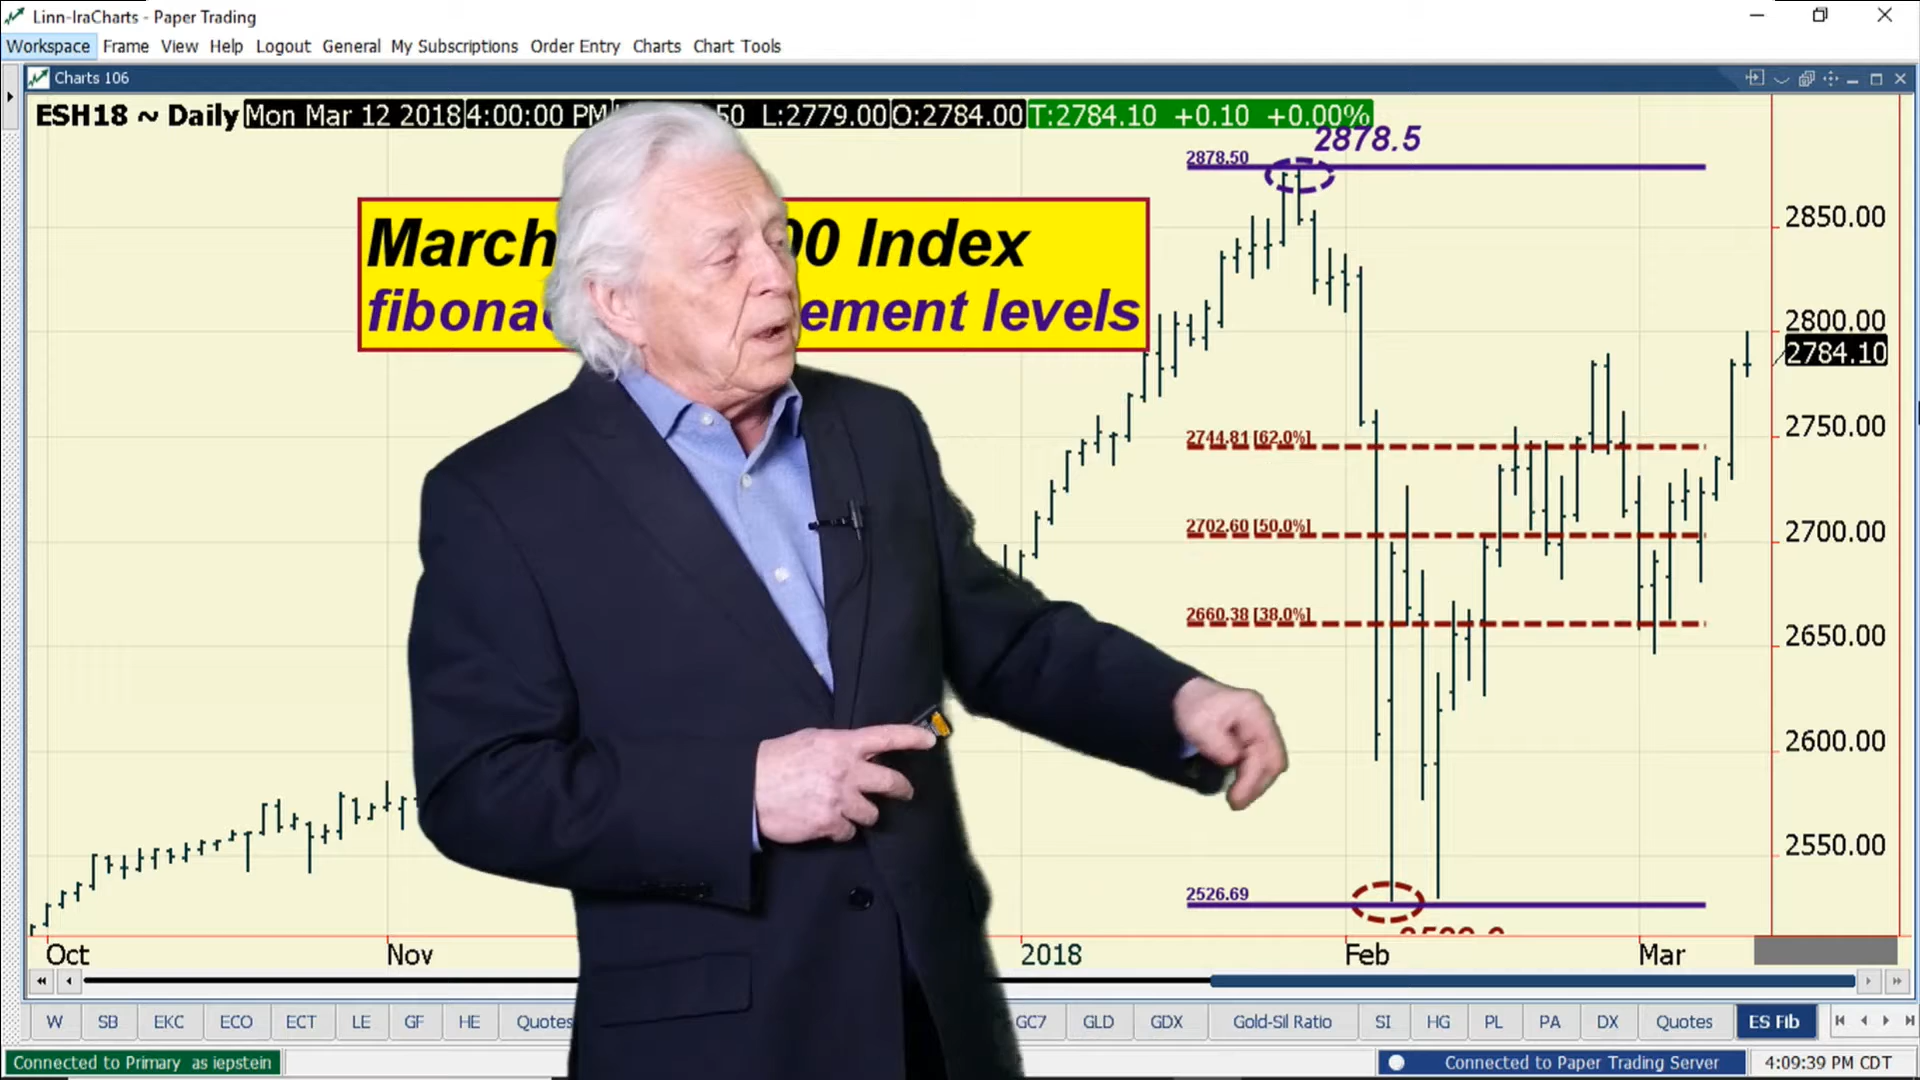 Linn-IraCharts - Paper Trading
Workspace Frame View Help Logout General My Subscriptions Order Entry Charts Chart Tools
Charts 106
ESH18 ~ Daily Mon Mar 12 2018 4:00:00 PM 50 L:2779.00 O:2784.00 T:2784.10 +0.10 +0.00%
2878.5
2878.50
March 00 Index
fibona ement levels
2850.00
2800.00
2784.10
2750.00
2744.81 [62.0%]
2702.60 [50.0%]
2700.00
2660.38 [38.0%]
2650.00
2600.00
2550.00
2526.69
Oct Nov 2018 Feb Mar
W SB EKC ECO ECT LE GF HE Quotes GC7 GLD GDX Gold-Sil Ratio SI HG PL PA DX Quotes ES Fib
Connected to Primary as iepstein Connected to Paper Trading Server 4:09:39 PM CDT